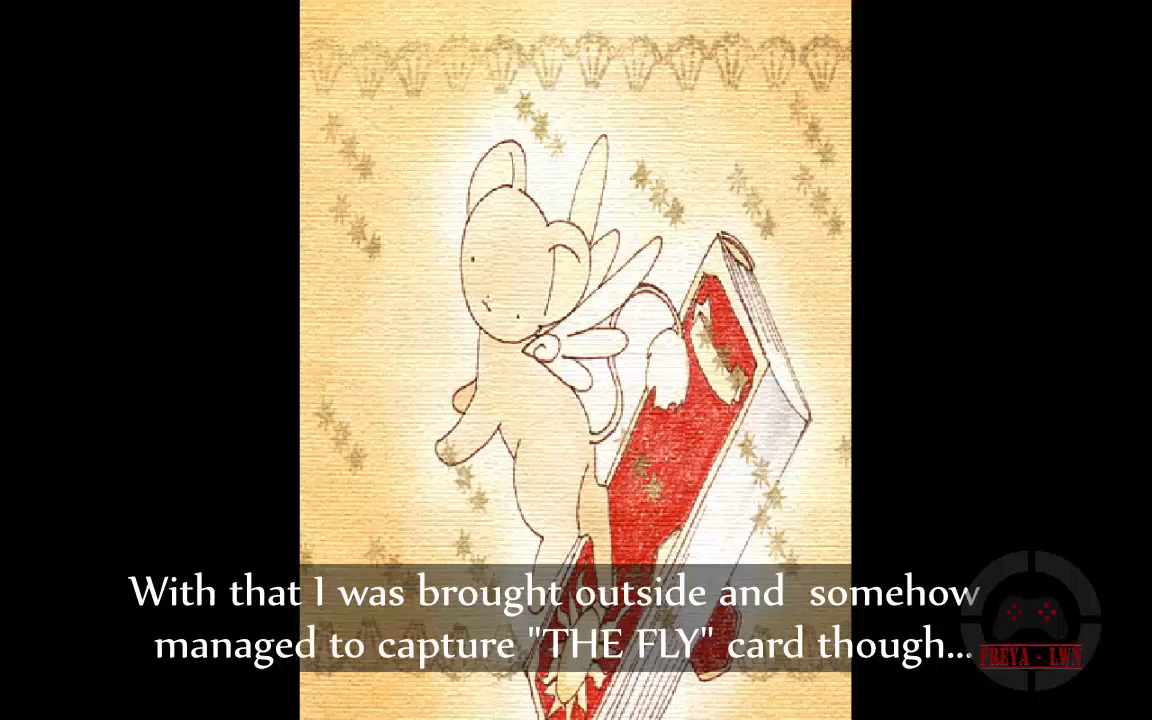 With that I was brought outside and  somehow
managed to capture "THE FLY" card though...
FREYA - LWN